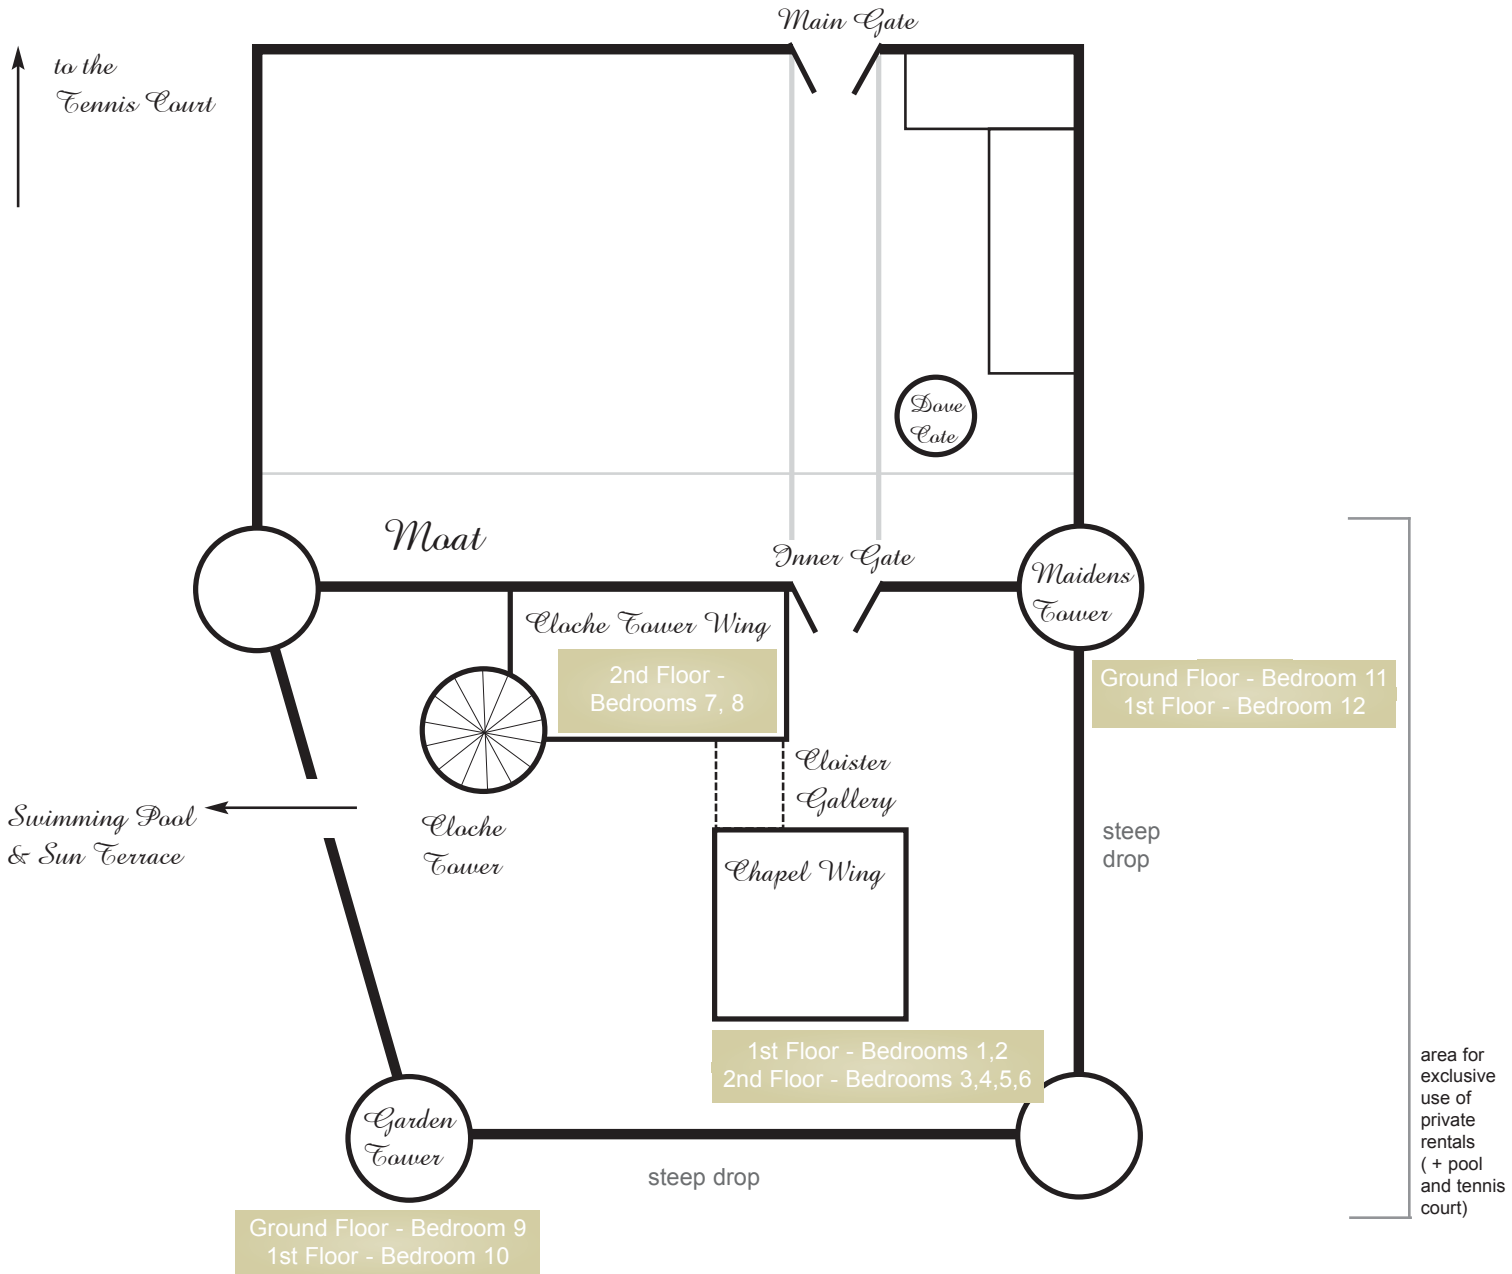 Main Gate
to the
Tennis Court
Dove
Cote
Moat
Inner Gate
Maidens
Tower
Cloche Tower Wing
2nd Floor -
Bedrooms 7, 8
Ground Floor - Bedroom 11
1st Floor - Bedroom 12
Cloister
Gallery
Swimming Pool
& Sun Terrace
Cloche
Tower
steep
drop
Chapel Wing
1st Floor - Bedrooms 1,2
2nd Floor - Bedrooms 3,4,5,6
area for
exclusive
use of
private
rentals
( + pool
and tennis
court)
Garden
Tower
steep drop
Ground Floor - Bedroom 9
1st Floor - Bedroom 10